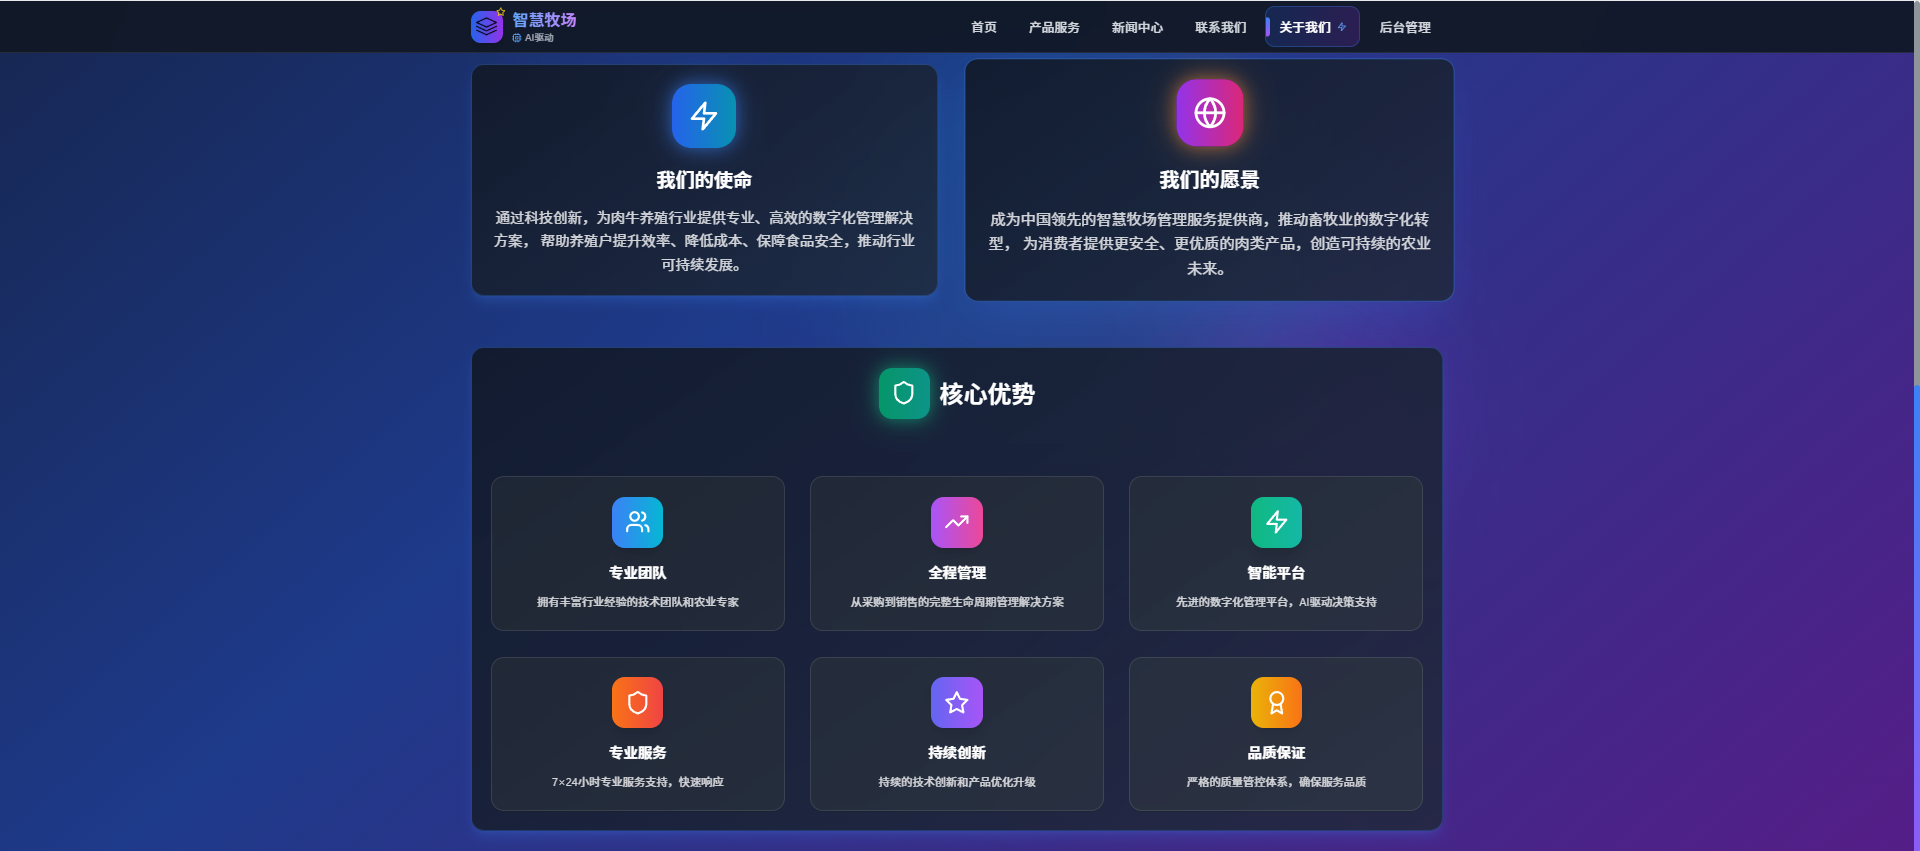 智慧牧场
AI驱动
首页
产品服务
新闻中心
联系我们
关于我们
后台管理
我们的使命
通过科技创新，为肉牛养殖行业提供专业、高效的数字化管理解决
方案， 帮助养殖户提升效率、降低成本、保障食品安全，推动行业
可持续发展。
我们的愿景
成为中国领先的智慧牧场管理服务提供商，推动畜牧业的数字化转
型， 为消费者提供更安全、更优质的肉类产品，创造可持续的农业
未来。
核心优势
专业团队
拥有丰富行业经验的技术团队和农业专家
全程管理
从采购到销售的完整生命周期管理解决方案
智能平台
先进的数字化管理平台，AI驱动决策支持
专业服务
7×24小时专业服务支持，快速响应
持续创新
持续的技术创新和产品优化升级
品质保证
严格的质量管控体系，确保服务品质